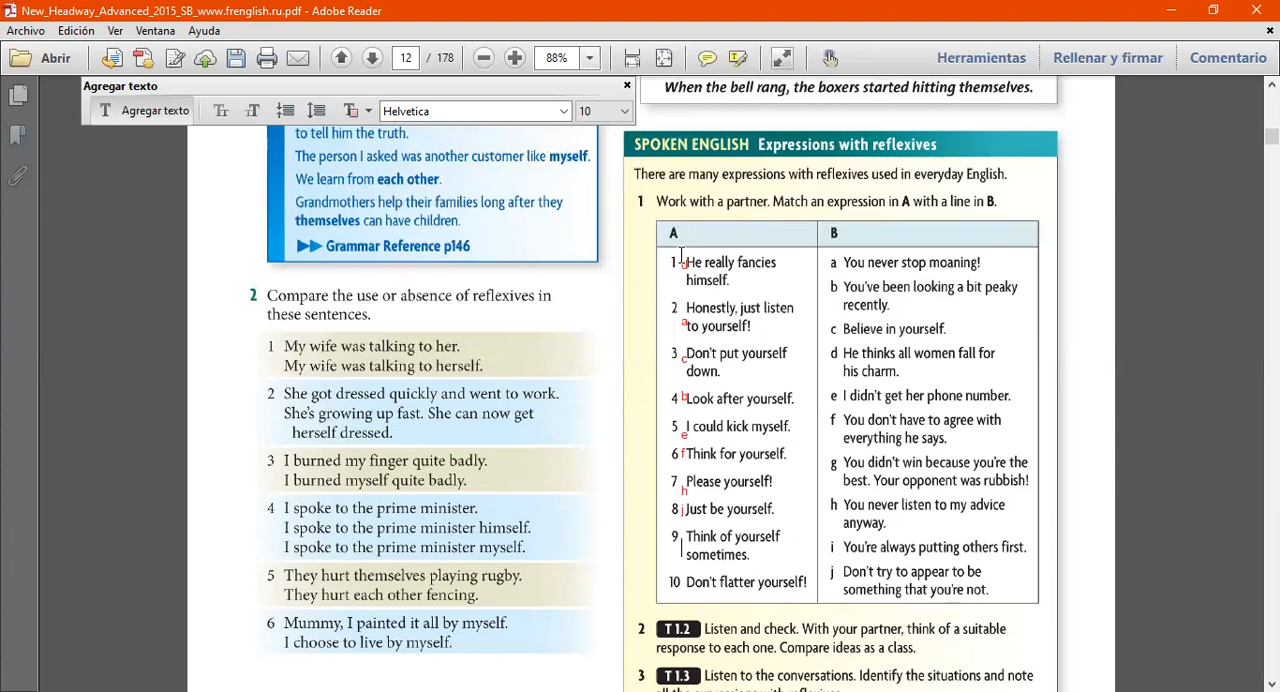 New_Headway_Advanced_2015_SB_www.frenglish.ru.pdf - Adobe Reader
Archivo Edición Ver Ventana Ayuda
Abrir 12 / 178 88% Herramientas Rellenar y firmar Comentario
Agregar texto
T Agregar texto Helvetica 10
to tell him the truth.
The person I asked was another customer like myself.
We learn from each other.
Grandmothers help their families long after they
themselves can have children.
Grammar Reference p146
2 Compare the use or absence of reflexives in
these sentences.
1 My wife was talking to her.
My wife was talking to herself.
2 She got dressed quickly and went to work.
She's growing up fast. She can now get
herself dressed.
3 I burned my finger quite badly.
I burned myself quite badly.
4 I spoke to the prime minister.
I spoke to the prime minister himself.
I spoke to the prime minister myself.
5 They hurt themselves playing rugby.
They hurt each other fencing.
6 Mummy, I painted it all by myself.
I choose to live by myself.
When the bell rang, the boxers started hitting themselves.
SPOKEN ENGLISH Expressions with reflexives
There are many expressions with reflexives used in everyday English.
1 Work with a partner. Match an expression in A with a line in B.
A
1 d He really fancies
himself.
2 Honestly, just listen
a to yourself!
3 c Don't put yourself
down.
4 b Look after yourself.
5 e I could kick myself.
6 f Think for yourself.
7 h Please yourself!
8 j Just be yourself.
9 Think of yourself
sometimes.
10 Don't flatter yourself!
B
a You never stop moaning!
b You've been looking a bit peaky
recently.
c Believe in yourself.
d He thinks all women fall for
his charm.
e I didn't get her phone number.
f You don't have to agree with
everything he says.
g You didn't win because you're the
best. Your opponent was rubbish!
h You never listen to my advice
anyway.
i You're always putting others first.
j Don't try to appear to be
something that you're not.
2 T 1.2 Listen and check. With your partner, think of a suitable
response to each one. Compare ideas as a class.
3 T 1.3 Listen to the conversations. Identify the situations and note
all the expressions with reflexives.